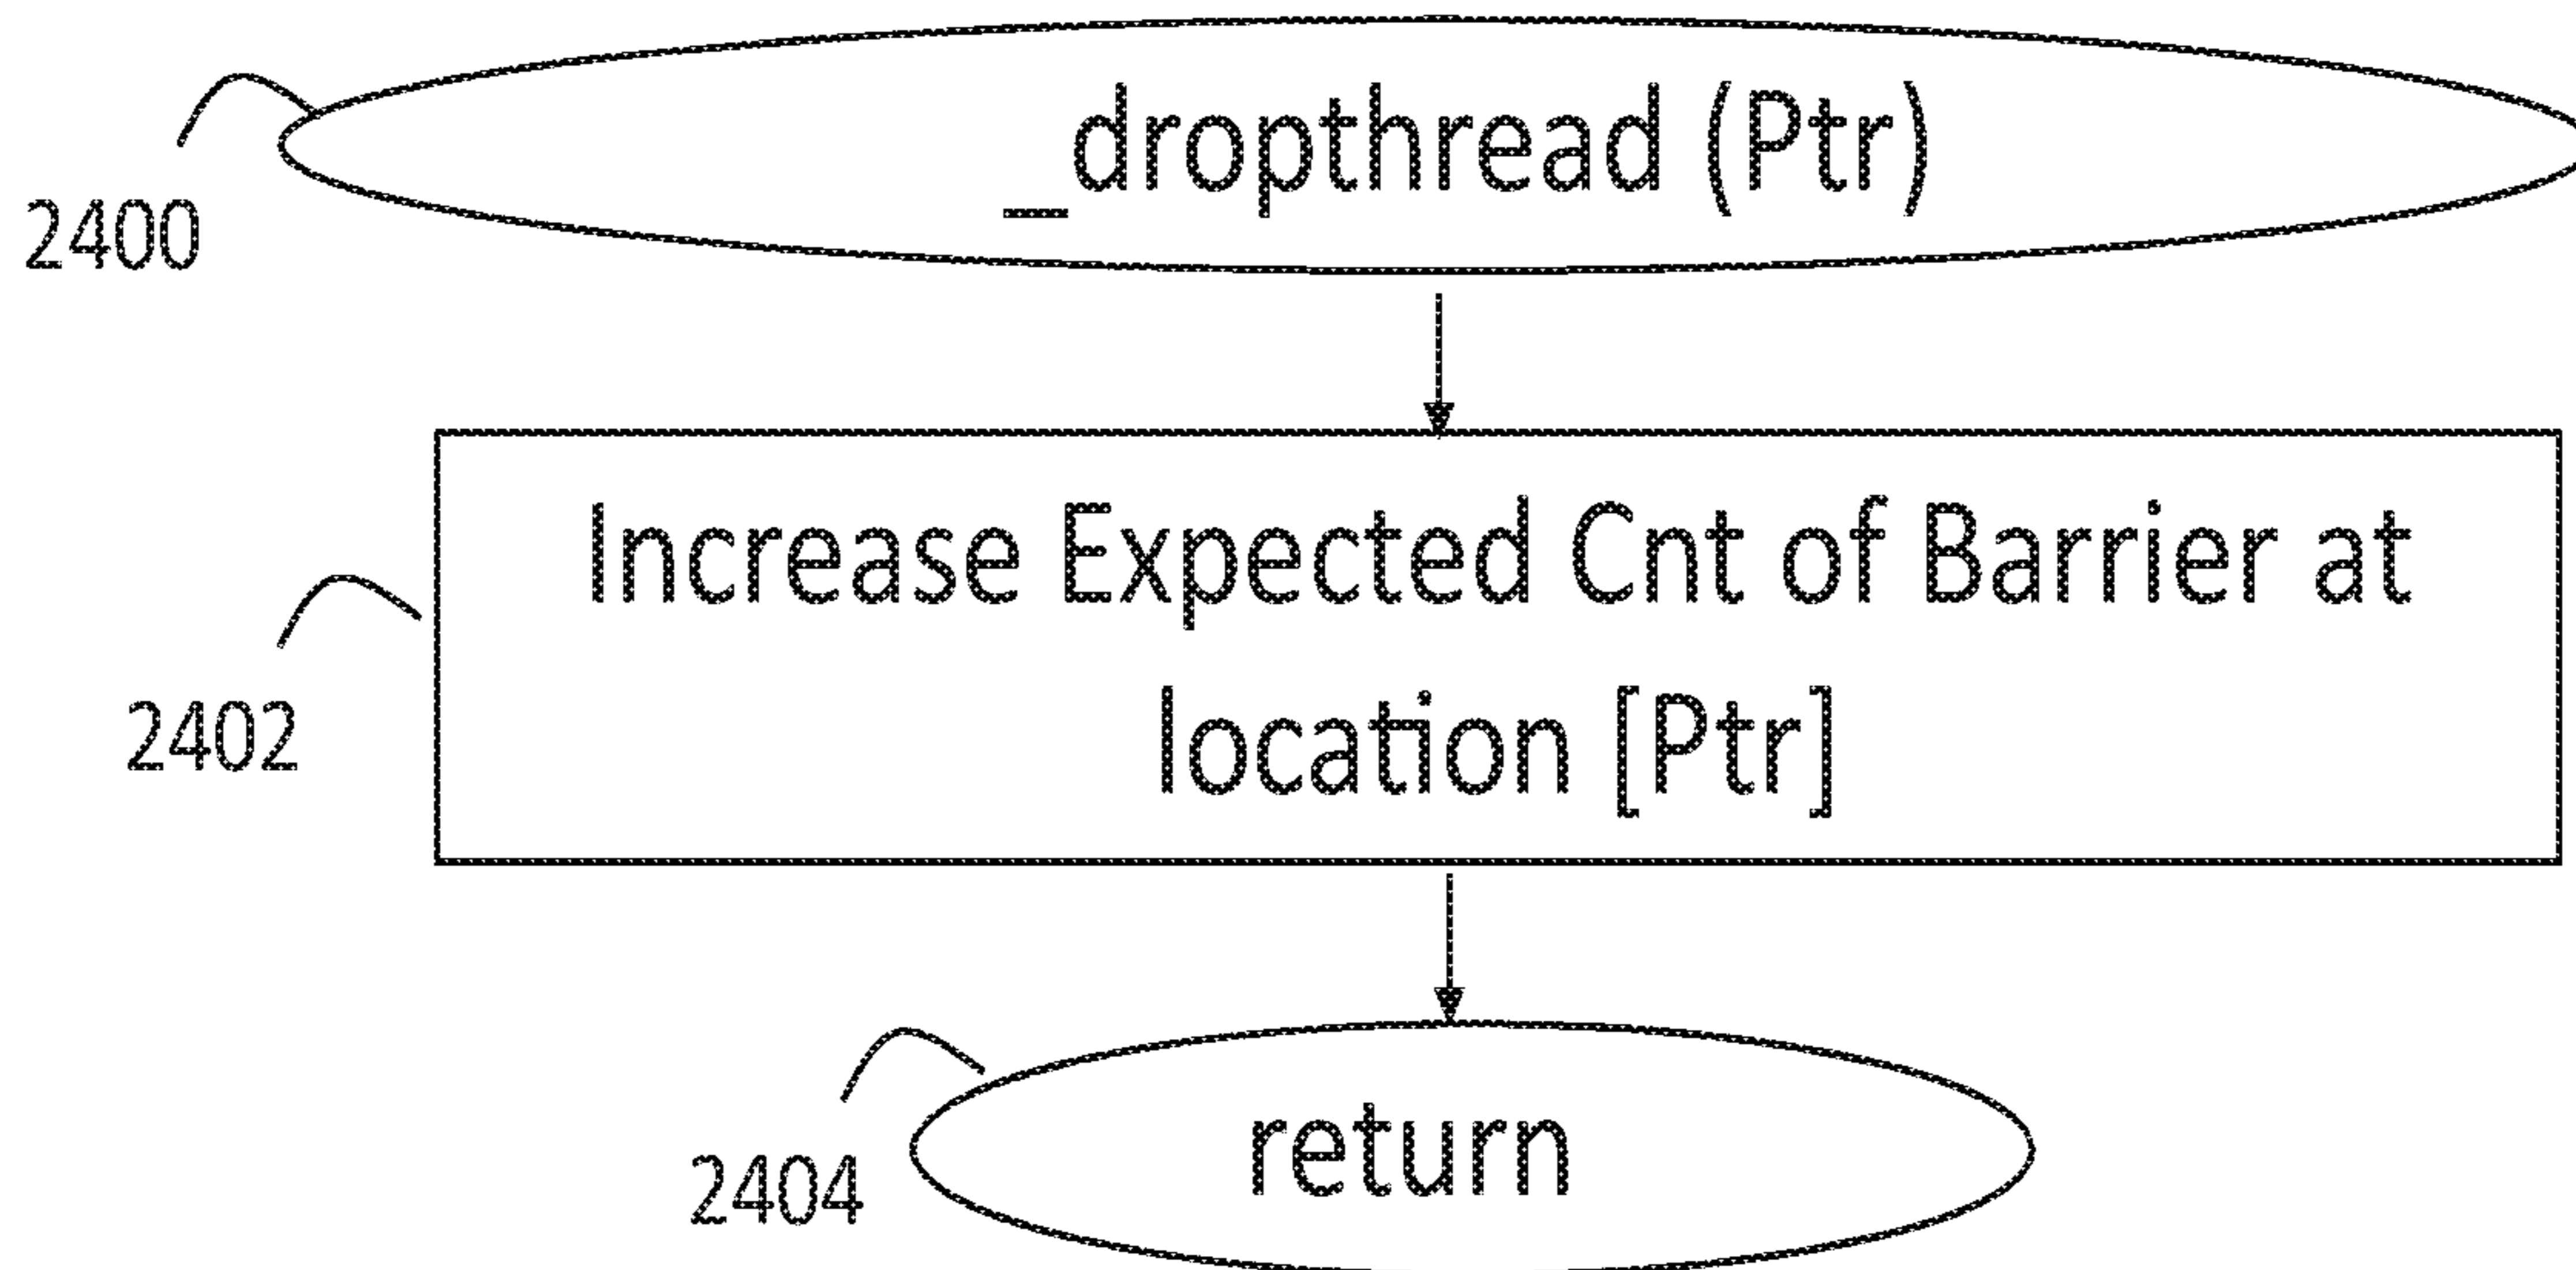 _dropthread (Ptr)
2400
Increase Expected Cnt of Barrier at
location [Ptr]
2402
return
2404